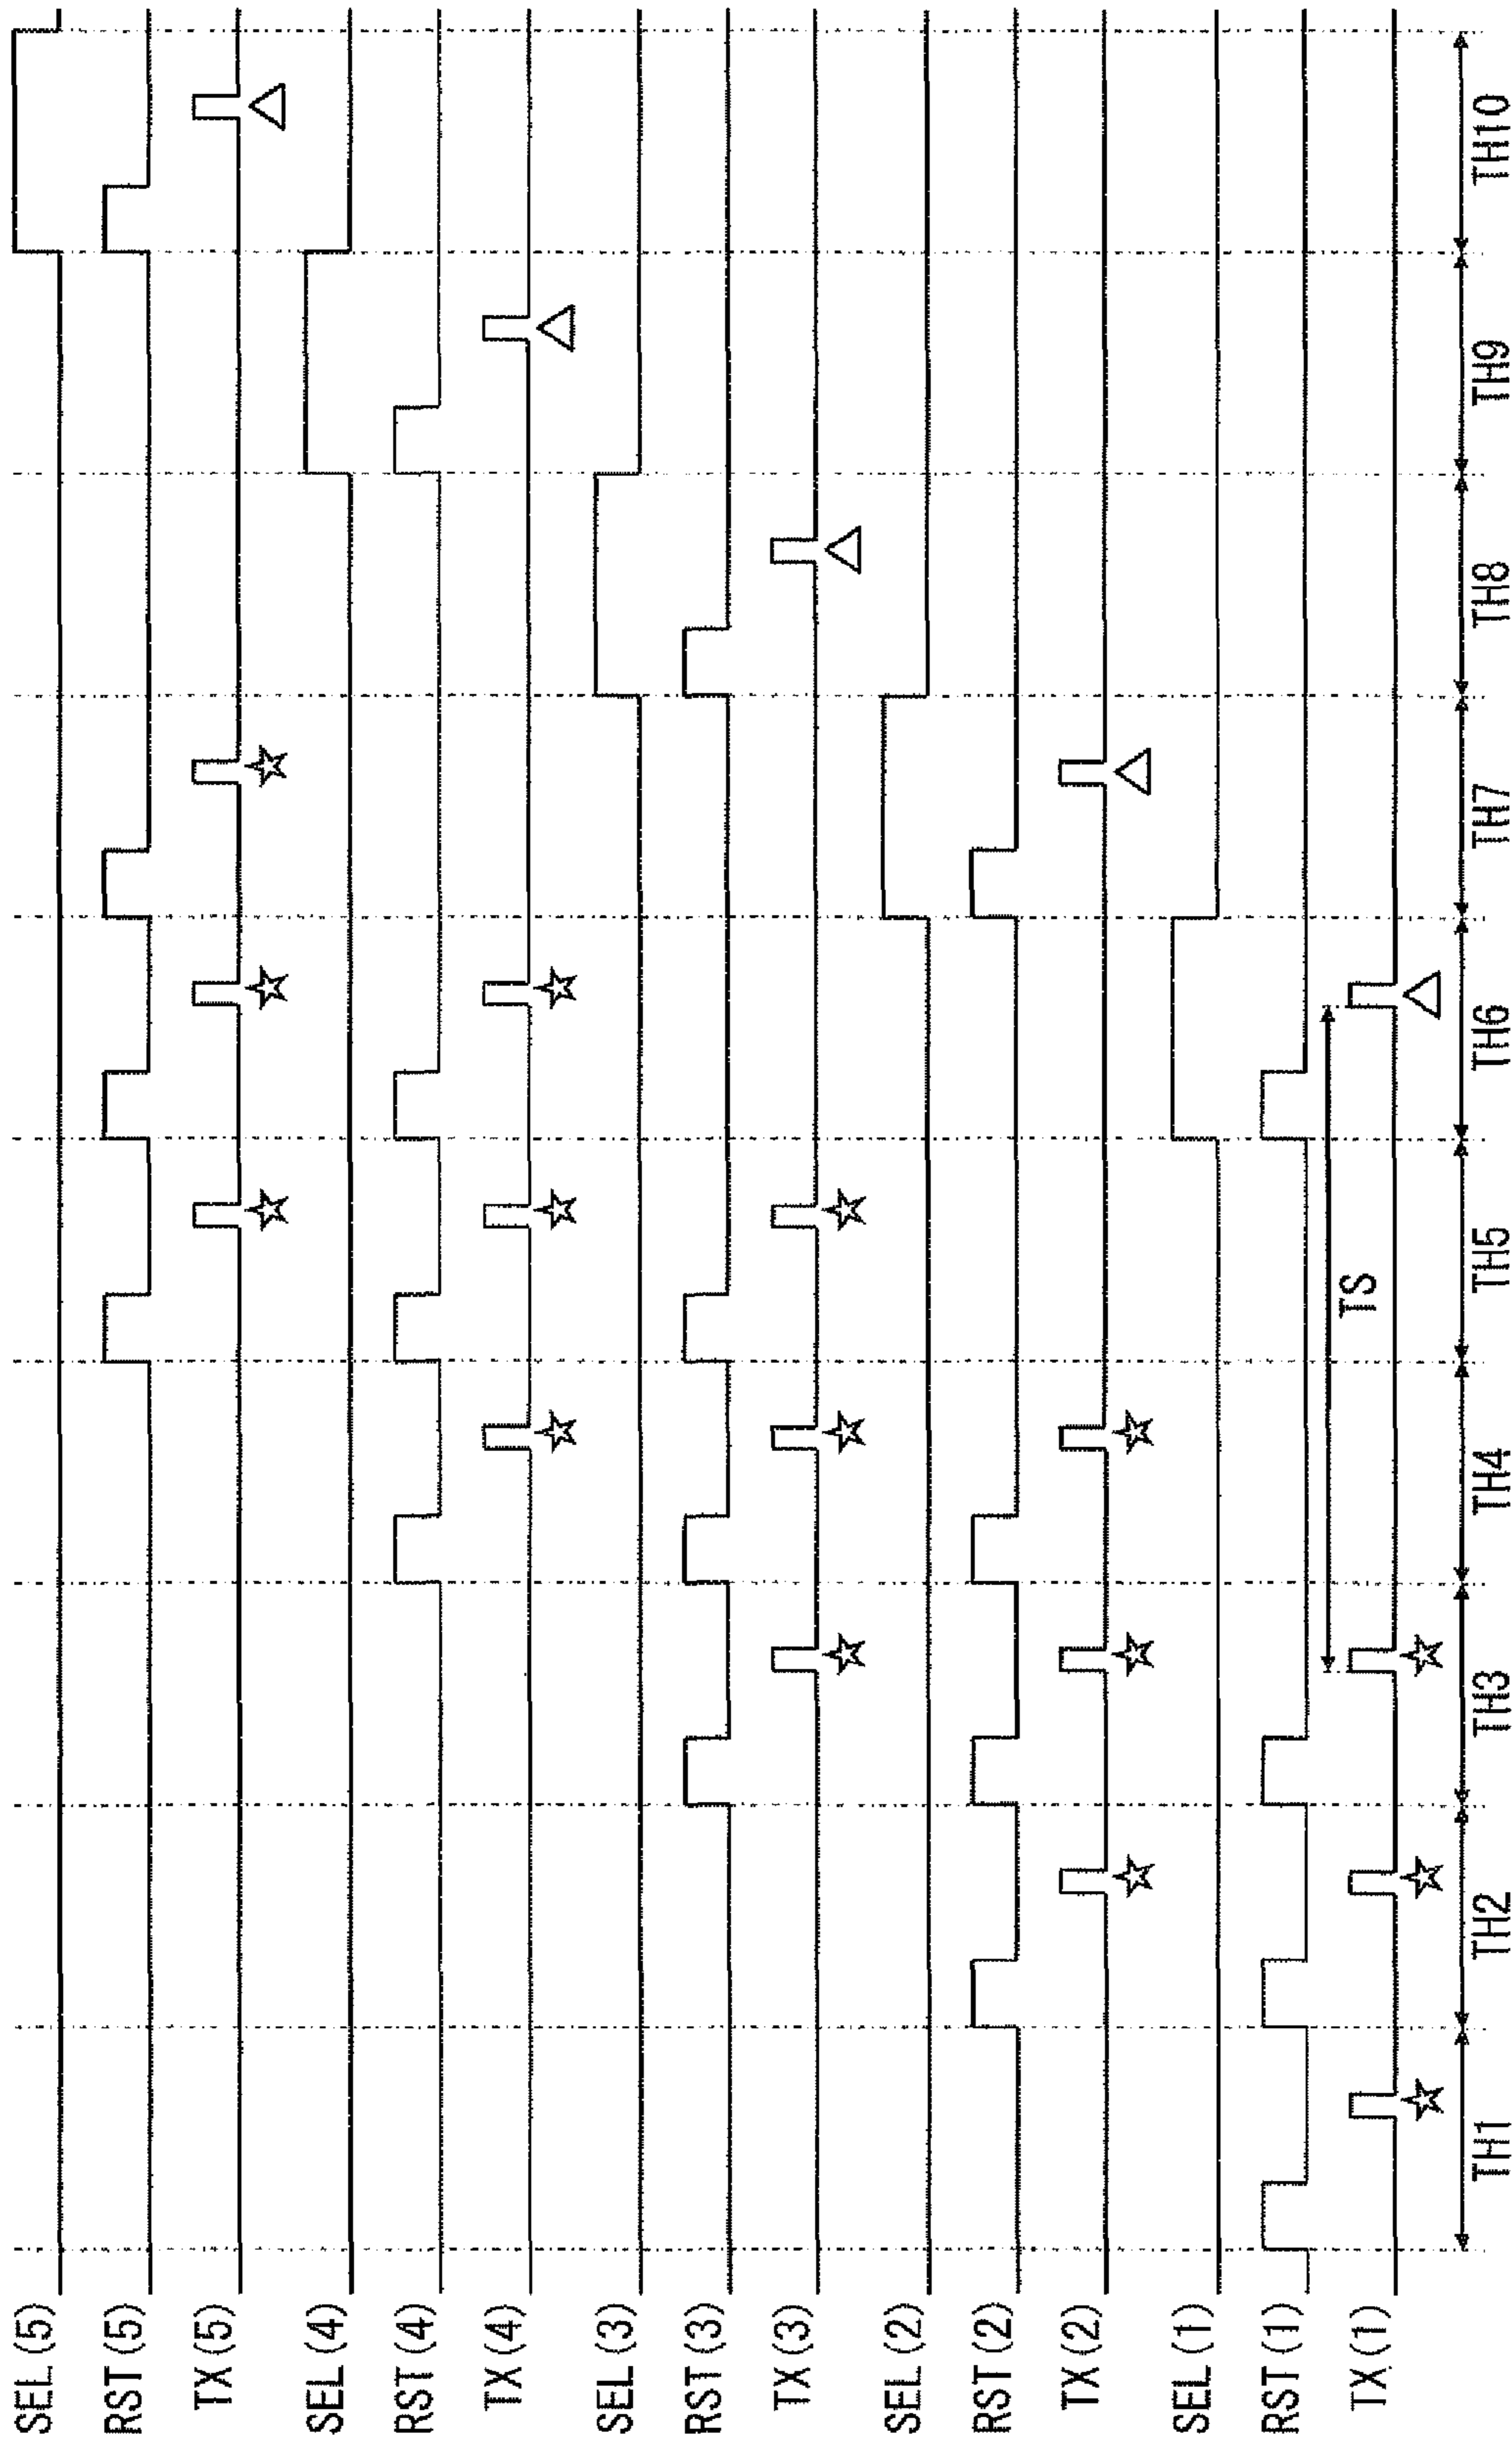 SEL (5)
RST (5)
TX (5)
SEL (4)
RST (4)
TX (4)
SEL (3)
RST (3)
TX (3)
SEL (2)
RST (2)
TX (2)
SEL (1)
RST (1)
TX (1)
TS
TH1 TH2 TH3 TH4 TH5 TH6 TH7 TH8 TH9 TH10